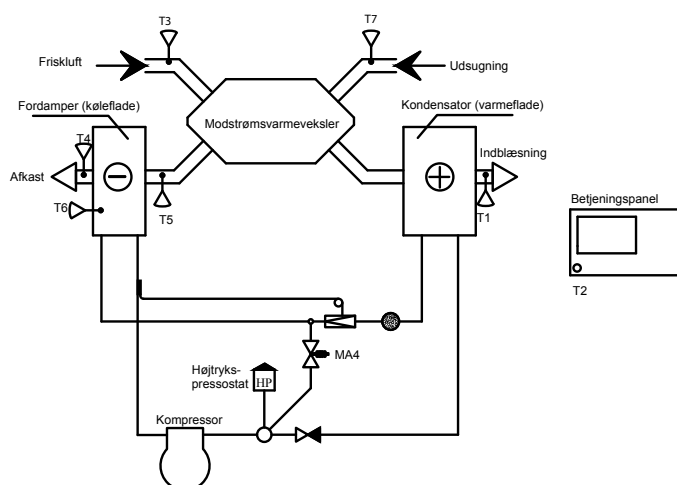 T3
T7
Friskluft
Udsugning
Fordamper (køleflade)
Kondensator (varmeflade)
Modstrømsvarmeveksler
T4
Indblæsning
Afkast
T6
T5
T1
Betjeningspanel
T2
MA4
Højtryks-
pressostat
HP
Kompressor